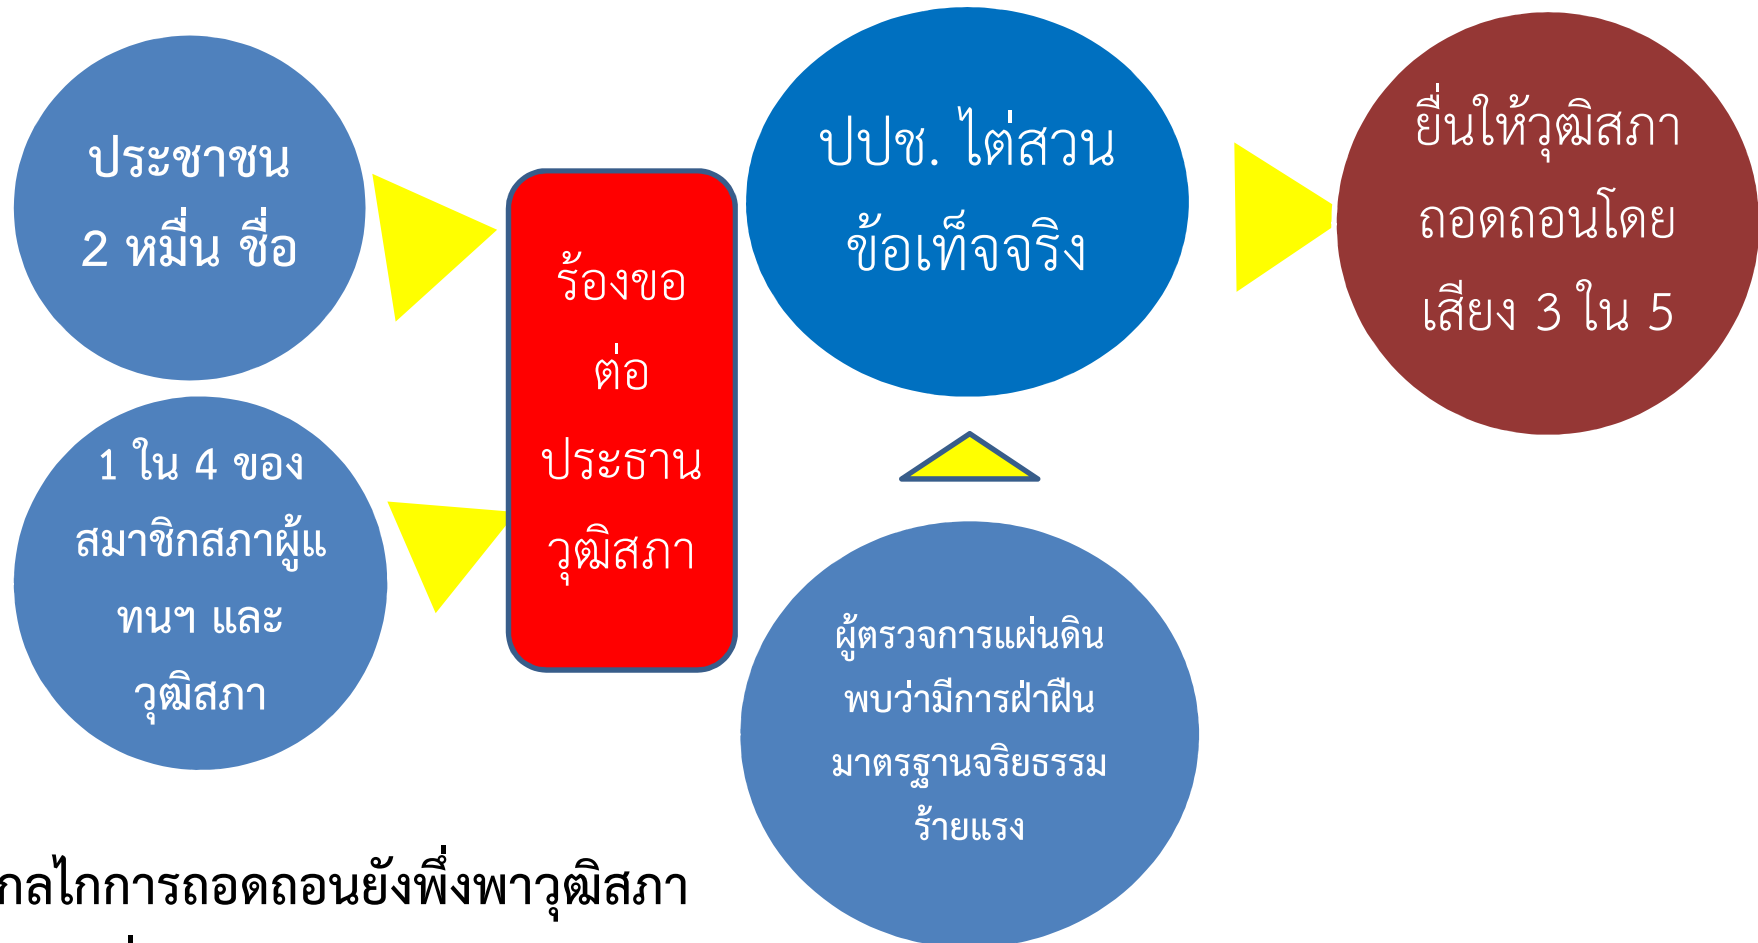 ประชาชน
2 หมื่น ชื่อ
1 ใน 4 ของ
สมาชิกสภาผู้แ
ทนฯ และ
วุฒิสภา
ร้องขอ
ต่อ
ประธาน
วุฒิสภา
ปปช. ไต่สวน
ข้อเท็จจริง
ผู้ตรวจการแผ่นดิน
พบว่ามีการฝ่าฝืน
มาตรฐานจริยธรรม
ร้ายแรง
ยื่นให้วุฒิสภา
ถอดถอนโดย
เสียง 3 ใน 5
กลไกการถอดถอนยังพึ่งพาวุฒิสภา